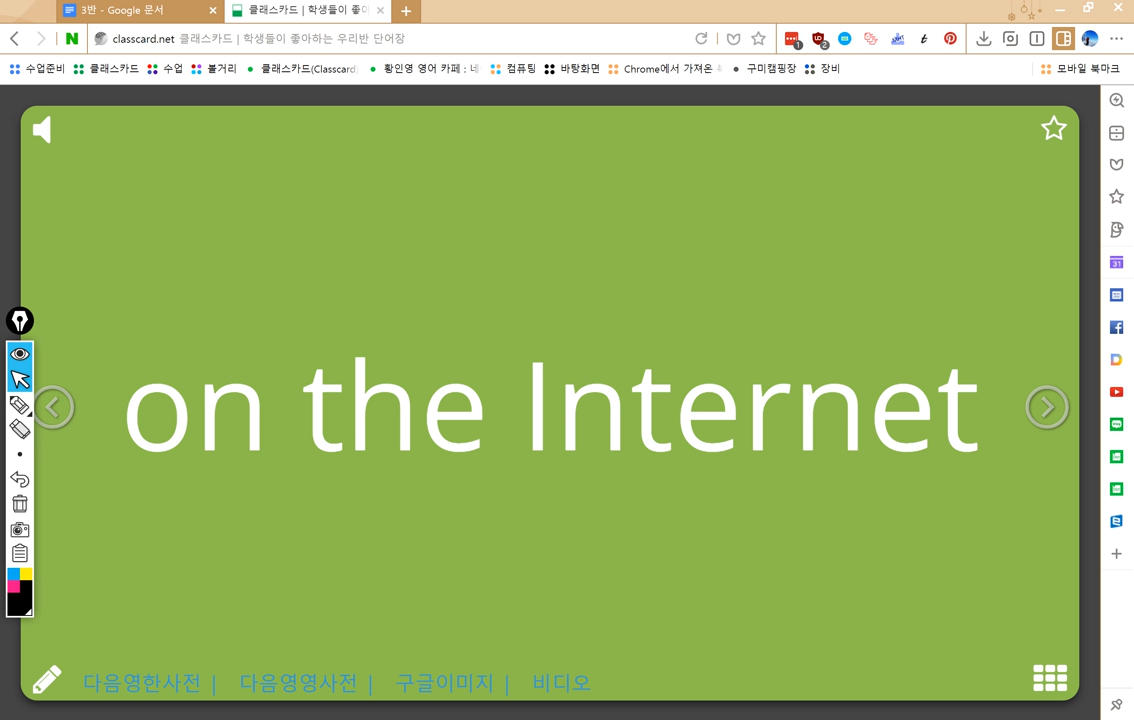 3반 - Google 문서
클래스카드 | 학생들이 좋아
classcard.net 클래스카드 | 학생들이 좋아하는 우리반 단어장
수업준비 클래스카드 수업 볼거리 클래스카드(Classcard 황인영 영어 카페 : 네 컴퓨팅 바탕화면 Chrome에서 가져온 구미캠핑장 장비 모바일 북마크
on the Internet
다음영한사전 | 다음영영사전 | 구글이미지 | 비디오